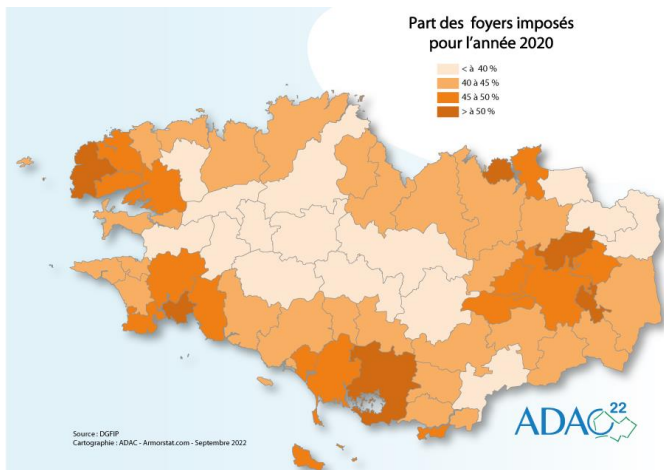 Part des foyers imposés
pour l'année 2020
< à 40 %
40 à 45 %
45 à 50 %
> à 50 %
Source : DGFIP
Cartographie : ADAC - Armorstat.com - Septembre 2022
ADAC 22